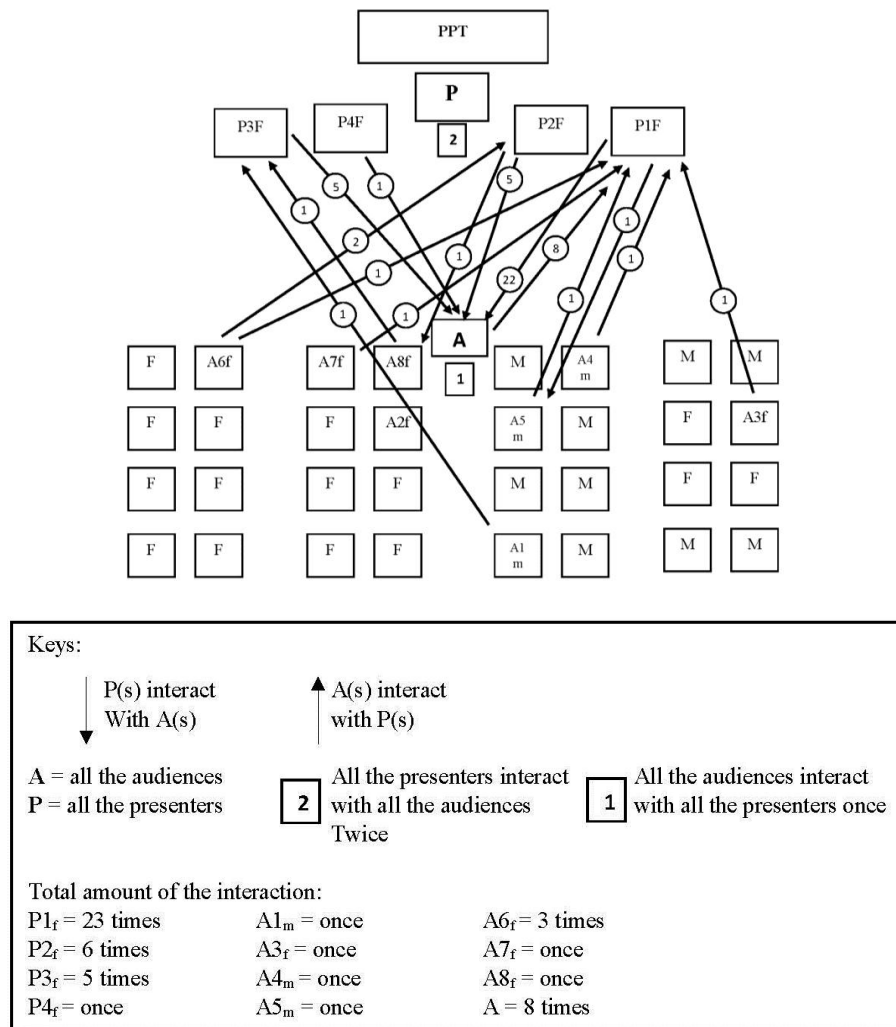 PPT
P
P3F
P4F
2
P2F
P1F
5
1
5
1
1
2
1
8
1
1
22
1
1
1
1
1
A
F
A6f
A7f
A8f
1
M
A4
m
M
M
F
F
F
A2f
A5
m
M
F
A3f
F
F
F
F
M
M
F
F
F
F
F
F
A1
m
M
M
M
Keys:
P(s) interact
With A(s)
A(s) interact
with P(s)
A = all the audiences
P = all the presenters
2
All the presenters interact
with all the audiences
Twice
1
All the audiences interact
with all the presenters once
Total amount of the interaction:
P1f = 23 times
A1m = once
A6f = 3 times
P2f = 6 times
A3f = once
A7f = once
P3f = 5 times
A4m = once
A8f = once
P4f = once
A5m = once
A = 8 times